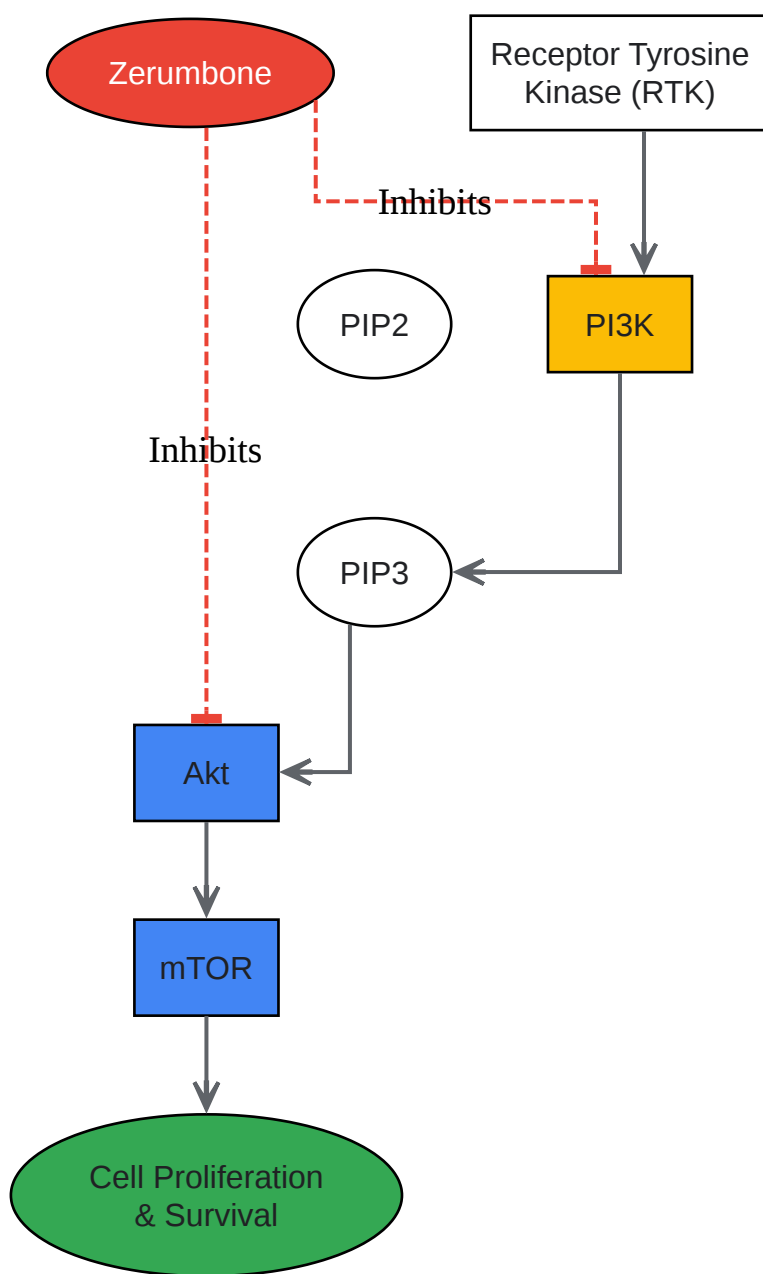 Zerumbone
Receptor Tyrosine
Kinase (RTK)
Inhibits
PIP2
PI3K
Inhibits
PIP3
Akt
mTOR
Cell Proliferation
& Survival